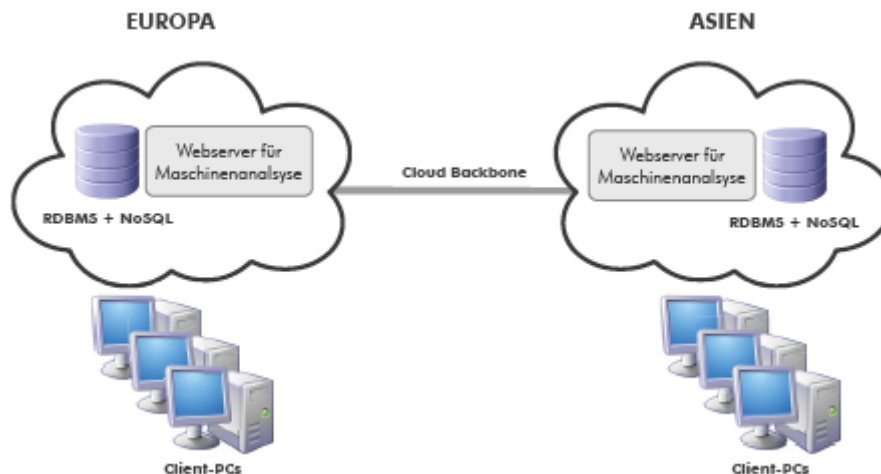 EUROPA
ASIEN
Webserver für
Maschinenanalsyse
RDBMS + NoSQL
Cloud Backbone
Webserver für
Maschinenanalsyse
RDBMS + NoSQL
Client-PCs
Client-PCs